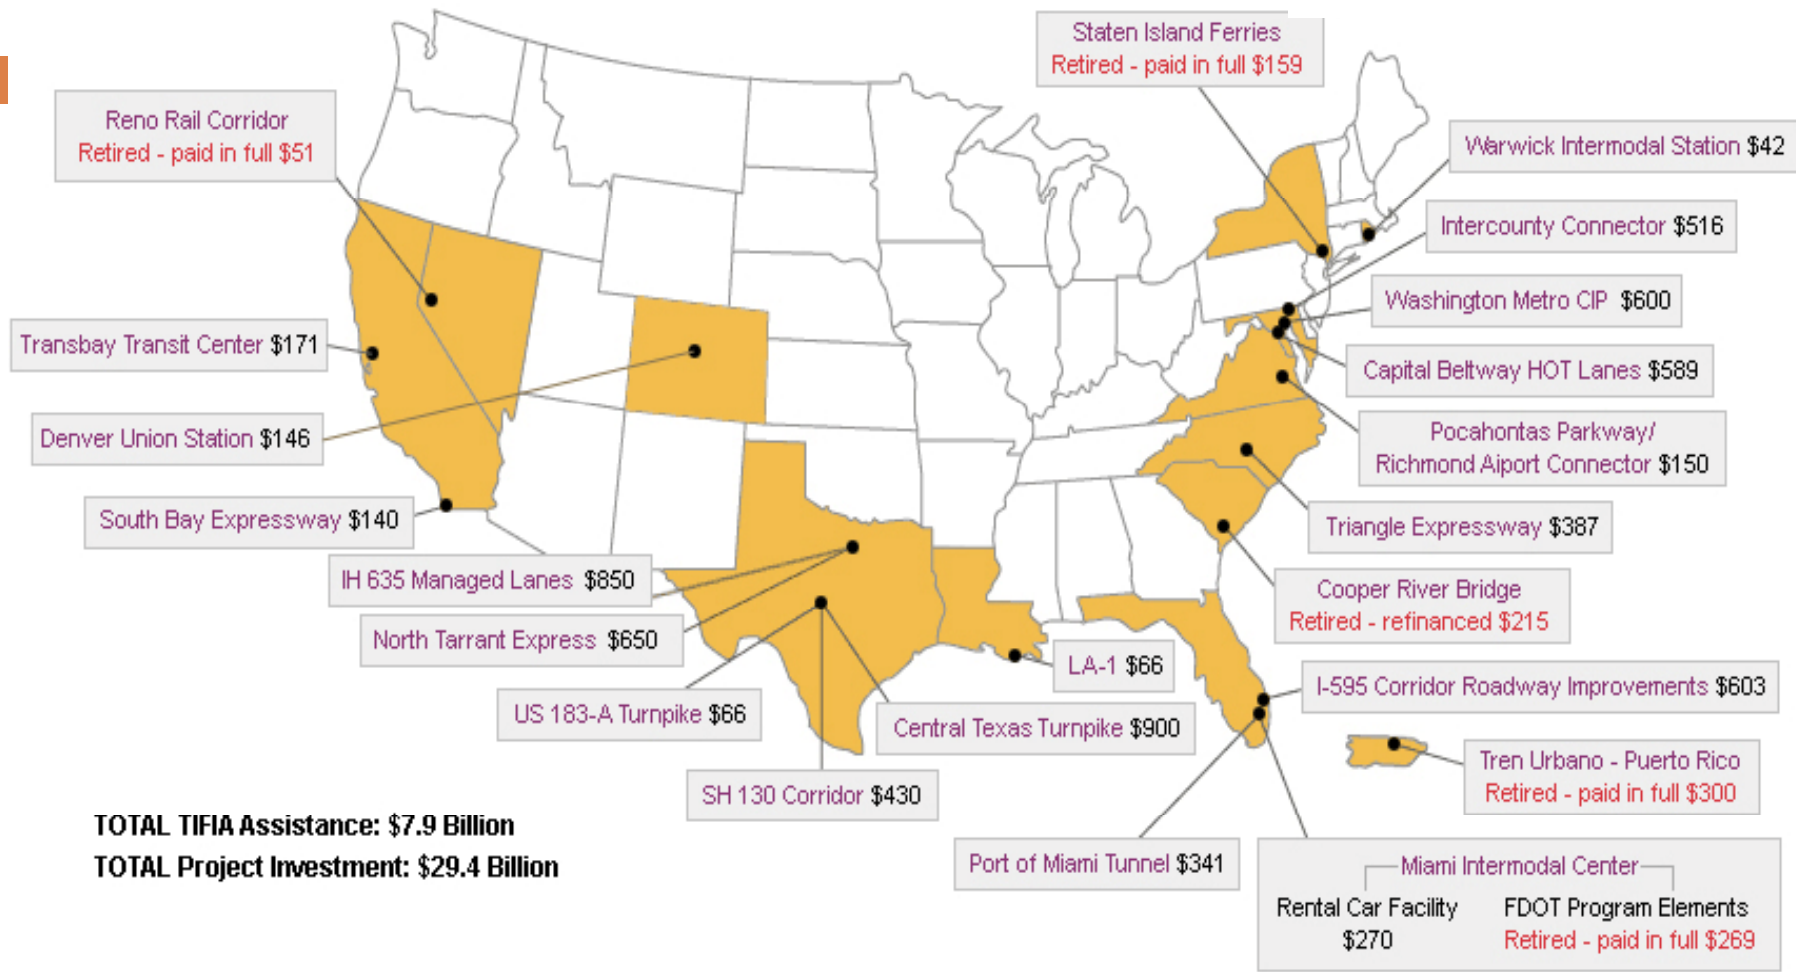 Staten Island Ferries
Retired - paid in full $159
Reno Rail Corridor
Retired - paid in full $51
Warwick Intermodal Station $42
Intercounty Connector $516
Washington Metro CIP $600
Transbay Transit Center $171
Capital Beltway HOT Lanes $589
Denver Union Station $146
Pocahontas Parkway/
Richmond Aiport Connector $150
South Bay Expressway $140
Triangle Expressway $387
IH 635 Managed Lanes $850
Cooper River Bridge
Retired - refinanced $215
North Tarrant Express $650
LA-1 $66
I-595 Corridor Roadway Improvements $603
US 183-A Turnpike $66
Central Texas Turnpike $900
Tren Urbano - Puerto Rico
Retired - paid in full $300
SH 130 Corridor $430
TOTAL TIFIA Assistance: $7.9 Billion
TOTAL Project Investment: $29.4 Billion
Port of Miami Tunnel $341
Miami Intermodal Center
Rental Car Facility
$270
FDOT Program Elements
Retired - paid in full $269